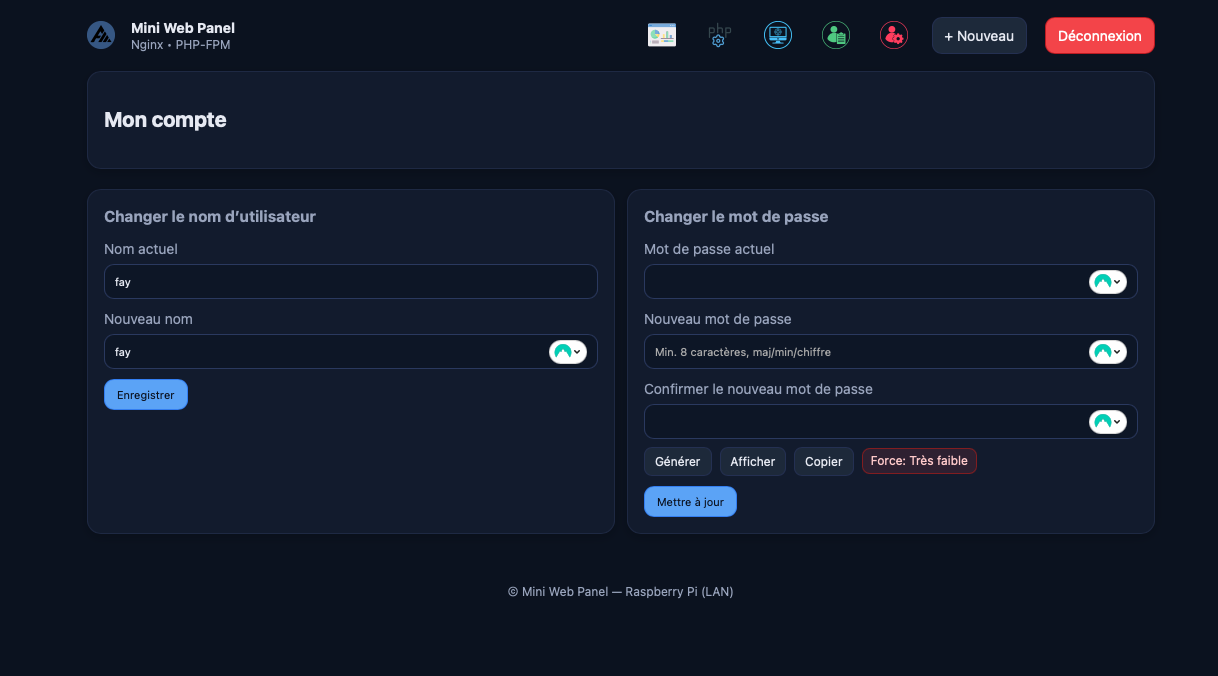 Mini Web Panel
Nginx • PHP-FPM
php
+ Nouveau
Déconnexion
Mon compte
Changer le nom d’utilisateur
Nom actuel
fay
Nouveau nom
fay
Enregistrer
Changer le mot de passe
Mot de passe actuel
Nouveau mot de passe
Min. 8 caractères, maj/min/chiffre
Confirmer le nouveau mot de passe
Générer
Afficher
Copier
Force: Très faible
Mettre à jour
© Mini Web Panel — Raspberry Pi (LAN)